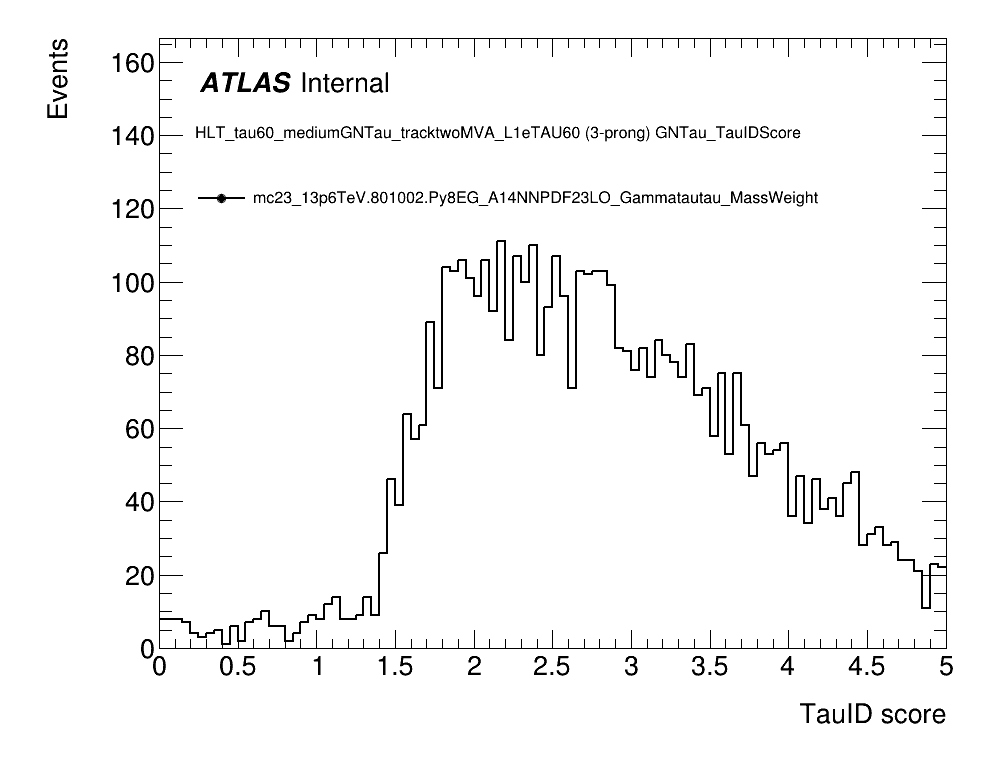 Events
160
140
120
100
80
60
40
20
0
ATLAS Internal
HLT_tau60_mediumGNTau_tracktwoMVA_L1eTAU60 (3-prong) GNTau_TauIDScore
mc23_13p6TeV.801002.Py8EG_A14NNPDF23LO_Gammatautau_MassWeight
0 0.5 1 1.5 2 2.5 3 3.5 4 4.5 5
TauID score